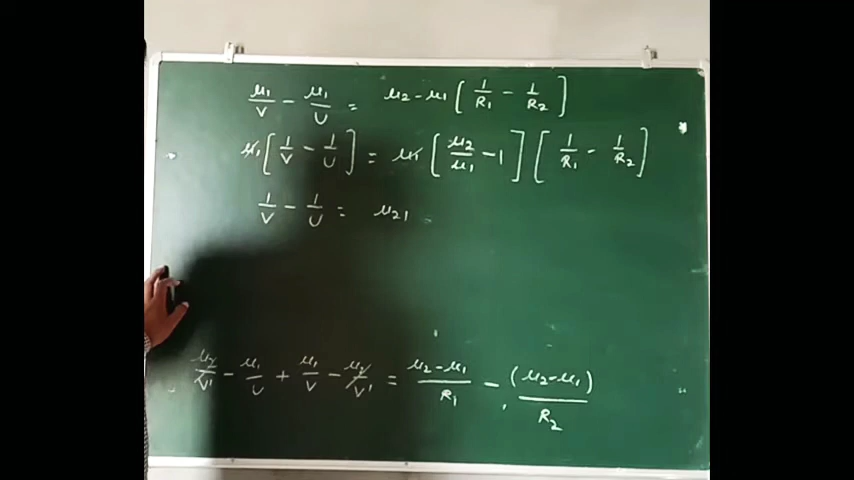 μ₁/V − μ₁/U = μ₂ − μ₁ [ 1/R₁ − 1/R₂ ]
μ₁ [ 1/V − 1/U ] = μ₁ [ μ₂/μ₁ − 1 ] [ 1/R₁ − 1/R₂ ]
1/V − 1/U = μ₂₁ =
μ₂/V¹ − μ₁/U + μ₁/V − μ₂/V¹ = μ₂ − μ₁/R₁ − (μ₂ − μ₁)/R₂